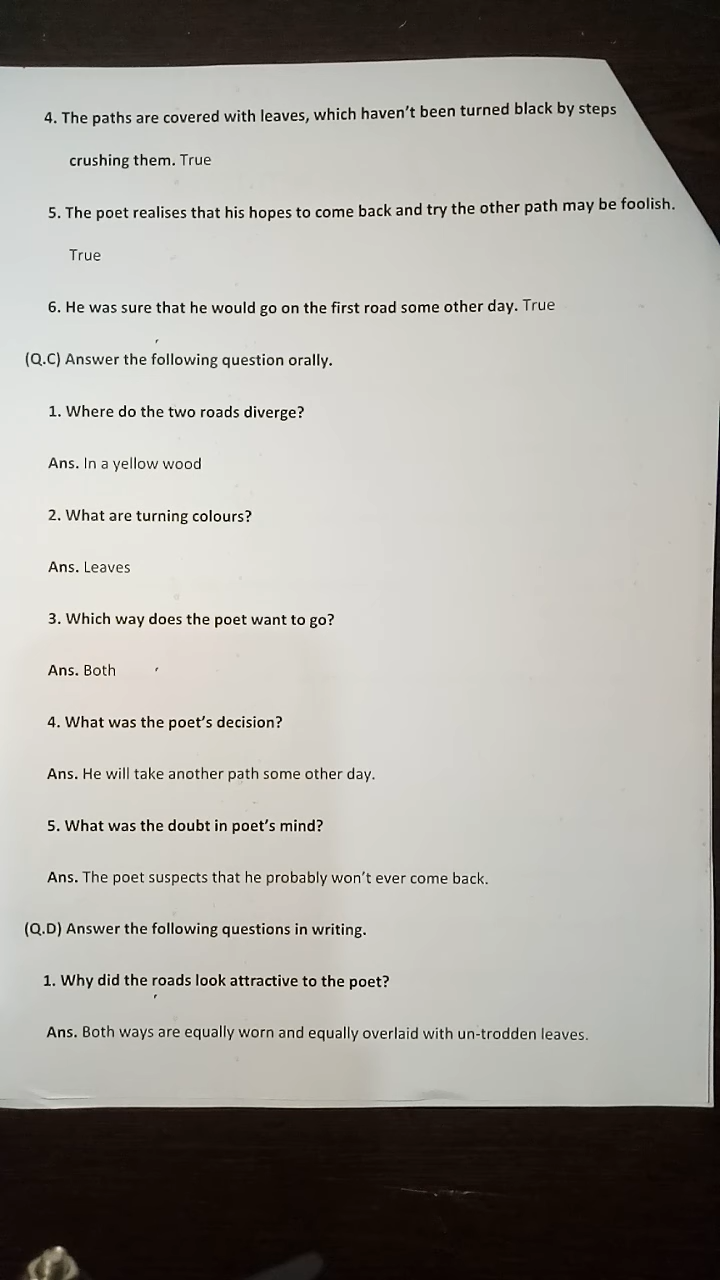 4. The paths are covered with leaves, which haven't been turned black by steps
crushing them. True
5. The poet realises that his hopes to come back and try the other path may be foolish.
True
6. He was sure that he would go on the first road some other day. True
(Q.C) Answer the following question orally.
1. Where do the two roads diverge?
Ans. In a yellow wood
2. What are turning colours?
Ans. Leaves
3. Which way does the poet want to go?
Ans. Both
4. What was the poet's decision?
Ans. He will take another path some other day.
5. What was the doubt in poet's mind?
Ans. The poet suspects that he probably won't ever come back.
(Q.D) Answer the following questions in writing.
1. Why did the roads look attractive to the poet?
Ans. Both ways are equally worn and equally overlaid with un-trodden leaves.